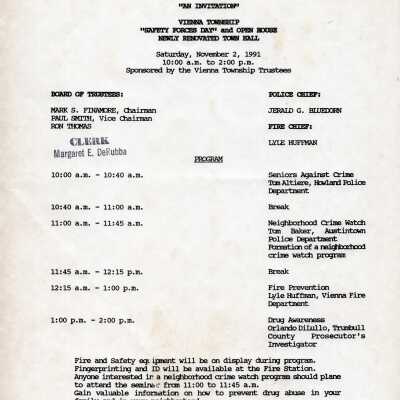 "AN INVITATION"
VIENNA TOWNSHIP
"SAFETY FORCES DAY" and OPEN HOUSE
NEWLY RENOVATED TOWN HALL
Saturday, November 2, 1991
10:00 a.m. to 2:00 p.m.
Sponsored by the Vienna Township Trustees
BOARD OF TRUSTEES:
MARK S. FINAMORE, Chairman
PAUL SMITH, Vice Chairman
RON THOMAS
CLERK
Margaret E. DeRubba
POLICE CHIEF:
JERALD G. BLUEDORN
FIRE CHIEF:
LYLE HUFFMAN
PROGRAM
10:00 a.m. - 10:40 a.m. Seniors Against Crime
Tom Altiere, Howland Police
Department
10:40 a.m. - 11:00 a.m. Break
11:00 a.m. - 11:45 a.m. Neighborhood Crime Watch
Tom Baker, Austintown
Police Department
Formation of a neighborhood
crime watch program
11:45 a.m. - 12:15 p.m. Break
12:15 a.m. - 1:00 p.m. Fire Prevention
Lyle Huffman, Vienna Fire
Department
1:00 p.m. - 2:00 p.m. Drug Awareness
Orlando DiLullo, Trumbull
County Prosecutor's
Investigator
Fire and Safety equipment will be on display during program.
Fingerprinting and ID will be available at the Fire Station.
Anyone interested in a neighborhood crime watch program should plan
to attend the seminar from 11:00 to 11:45 am.
Gain valuable information on how to prevent drug abuse in your